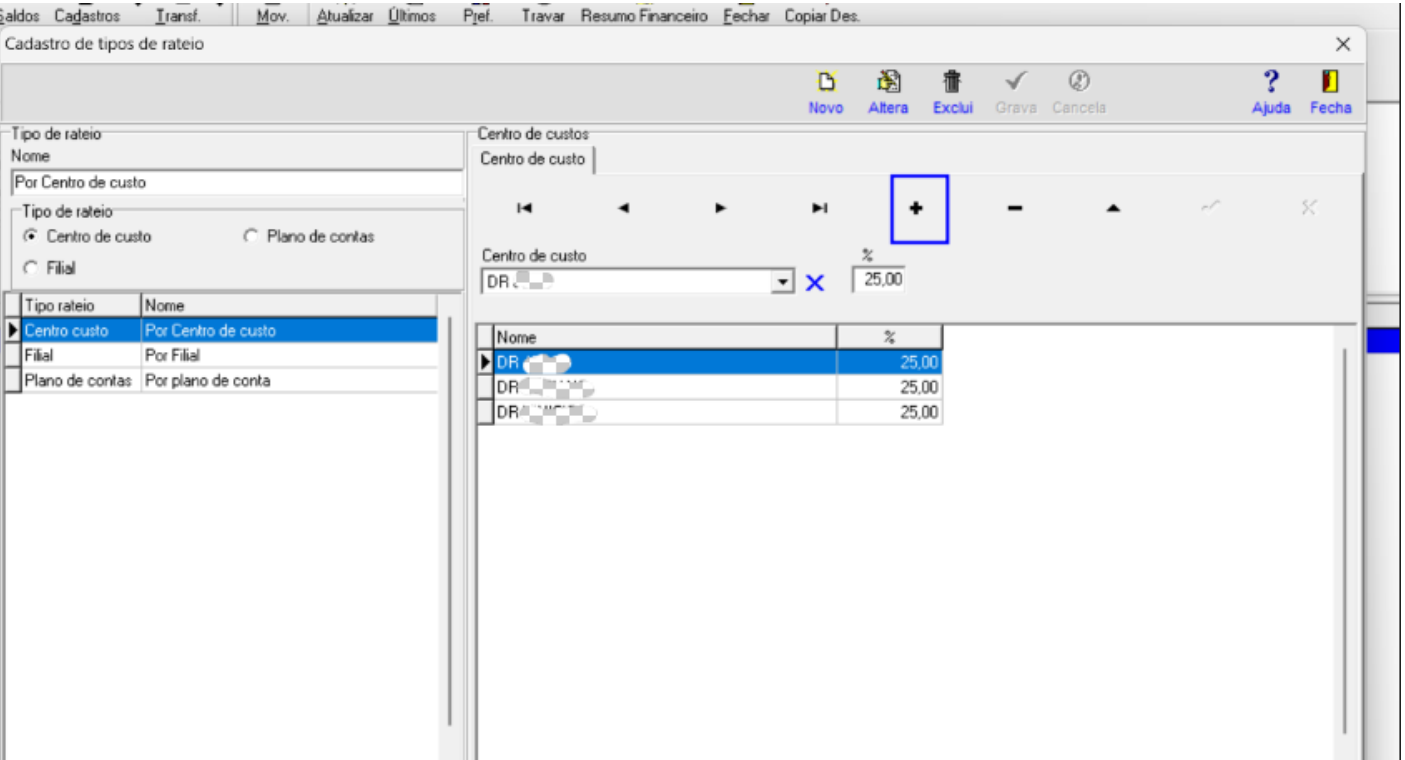 Saldos Cadastros Transf. Mov. Atualizar Últimos Pref. Travar Resumo Financeiro Fechar Copiar Des.
Cadastro de tipos de rateio
Novo Altera Exclui Grava Cancela Ajuda Fecha
Tipo de rateio
Nome
Por Centro de custo
Tipo de rateio
Centro de custo Plano de contas
Filial
Tipo rateio Nome
Centro custo Por Centro de custo
Filial Por Filial
Plano de contas Por plano de conta
Centro de custos
Centro de custo
Centro de custo %
DR 25,00
Nome %
DR 25,00
DR 25,00
DR 25,00